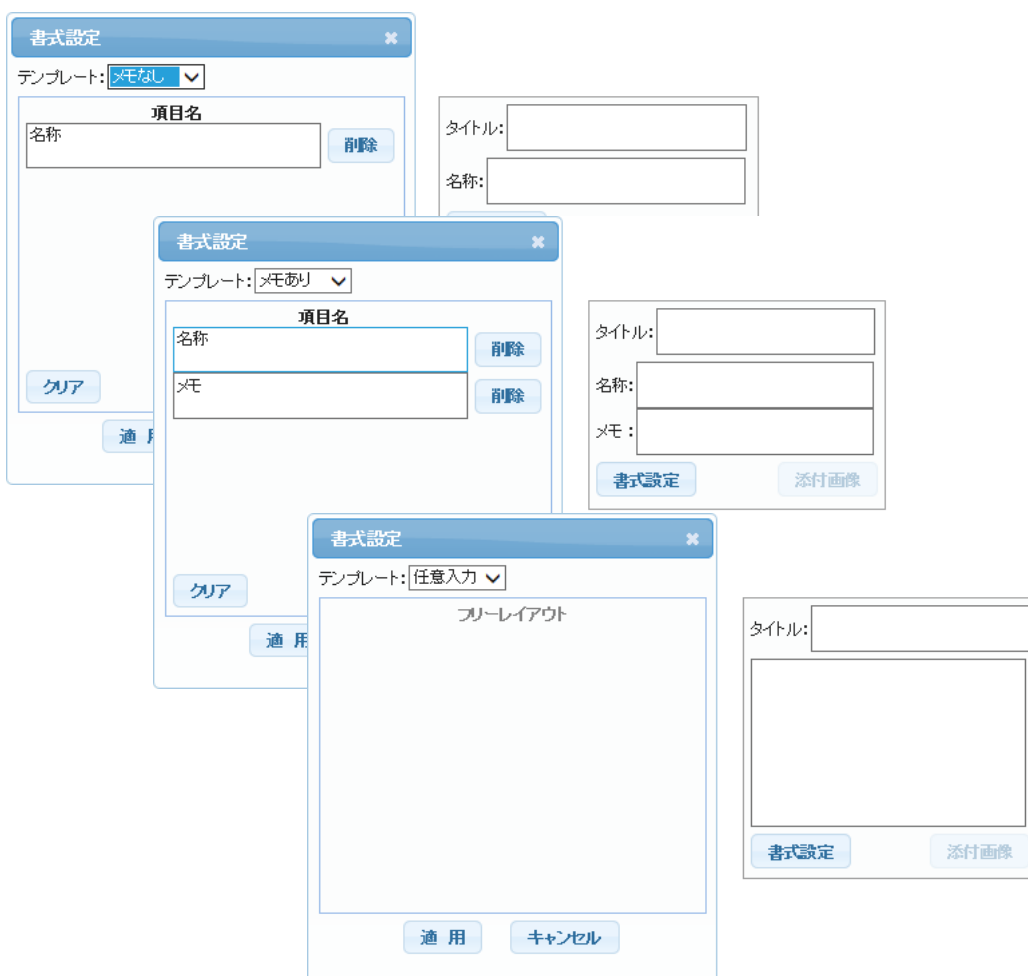 書式設定
テンプレート: メモなし
項目名
名称
削除
クリア
適 用
タイトル:
名称:
書式設定
テンプレート: メモあり
項目名
名称
削除
メモ
削除
クリア
適 用
タイトル:
名称:
メモ :
書式設定
添付画像
書式設定
テンプレート: 任意入力
フリーレイアウト
適 用
キャンセル
タイトル:
書式設定
添付画像